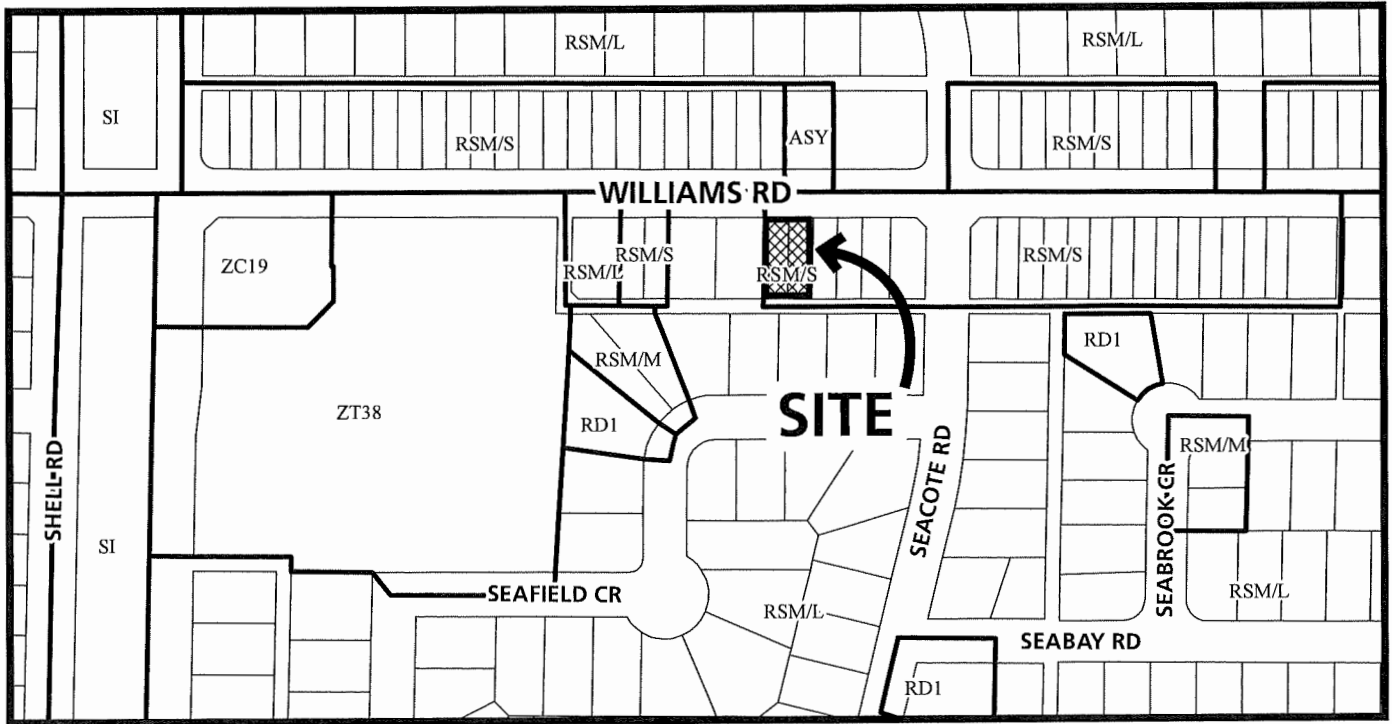 RSM/L
RSM/L
SI
RSM/S
ASY
RSM/S
WILLIAMS RD
ZC19
RSM/L
RSM/S
RSM/S
RSM/S
RSM/M
RD1
ZT38
RD1
SITE
RSM/M
SHELL RD
SI
SEACOTE RD
SEABROOK CR
SEAFIELD CR
RSM/L
RSM/L
SEABAY RD
RD1